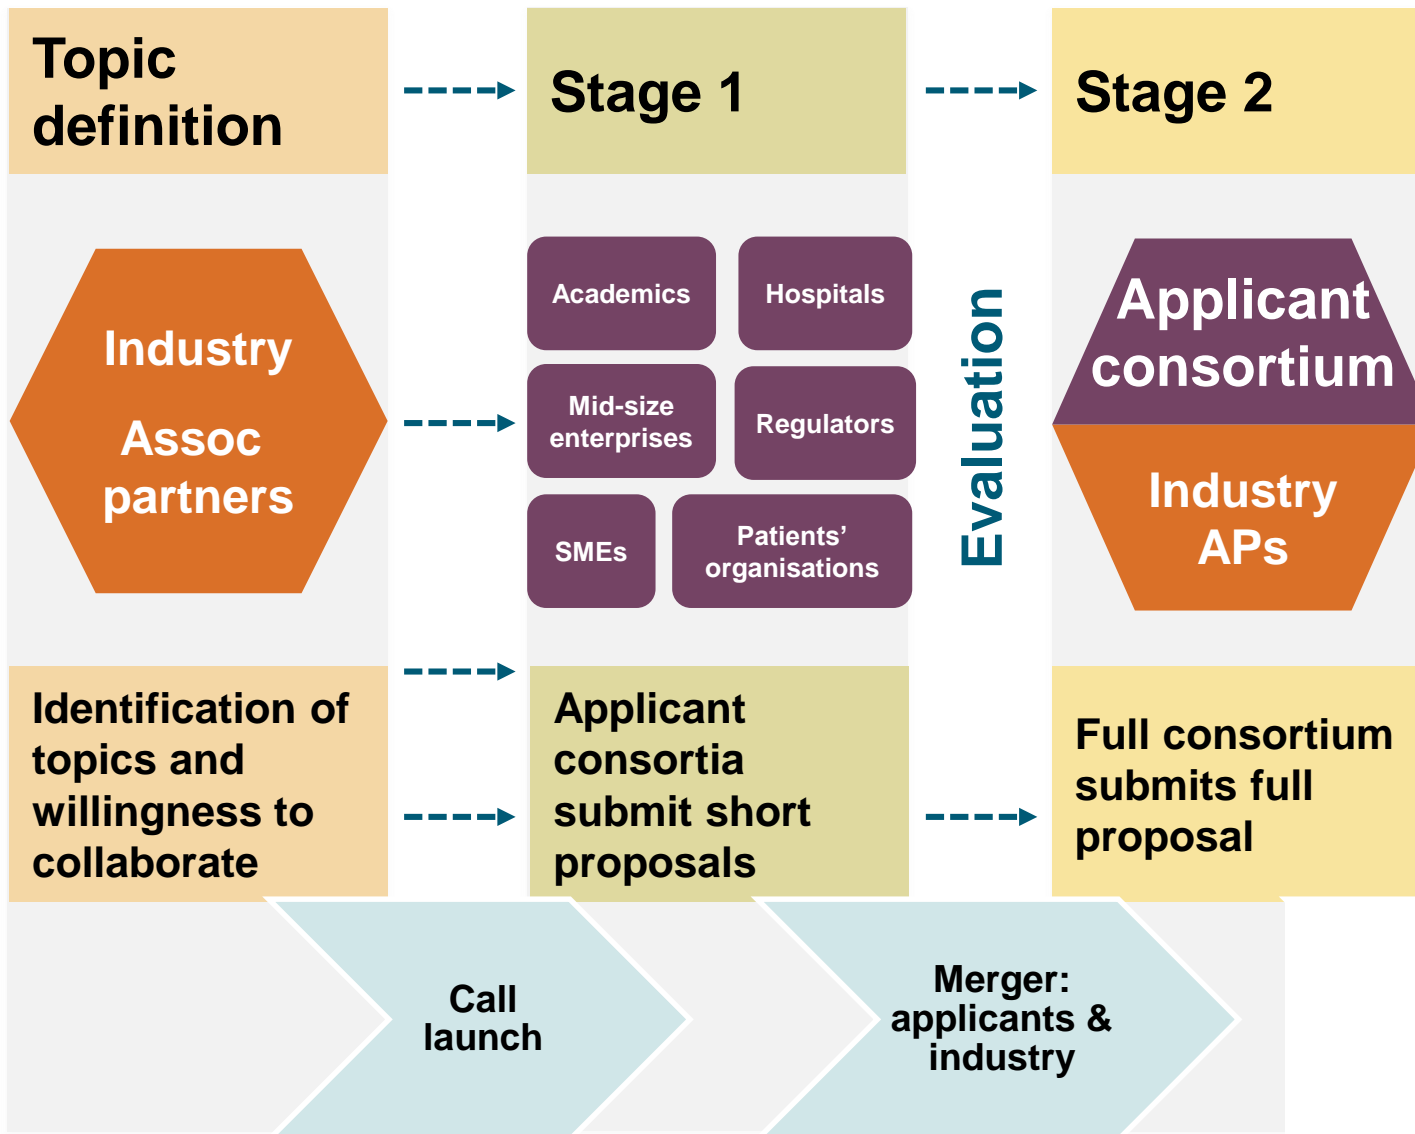 Topic
definition
Stage 1
Stage 2
Industry
Assoc
partners
Academics
Hospitals
Mid-size
enterprises
Regulators
SMEs
Patients’
organisations
Evaluation
Applicant
consortium
Industry
APs
Identification of
topics and
willingness to
collaborate
Applicant
consortia
submit short
proposals
Full consortium
submits full
proposal
Call
launch
Merger:
applicants &
industry